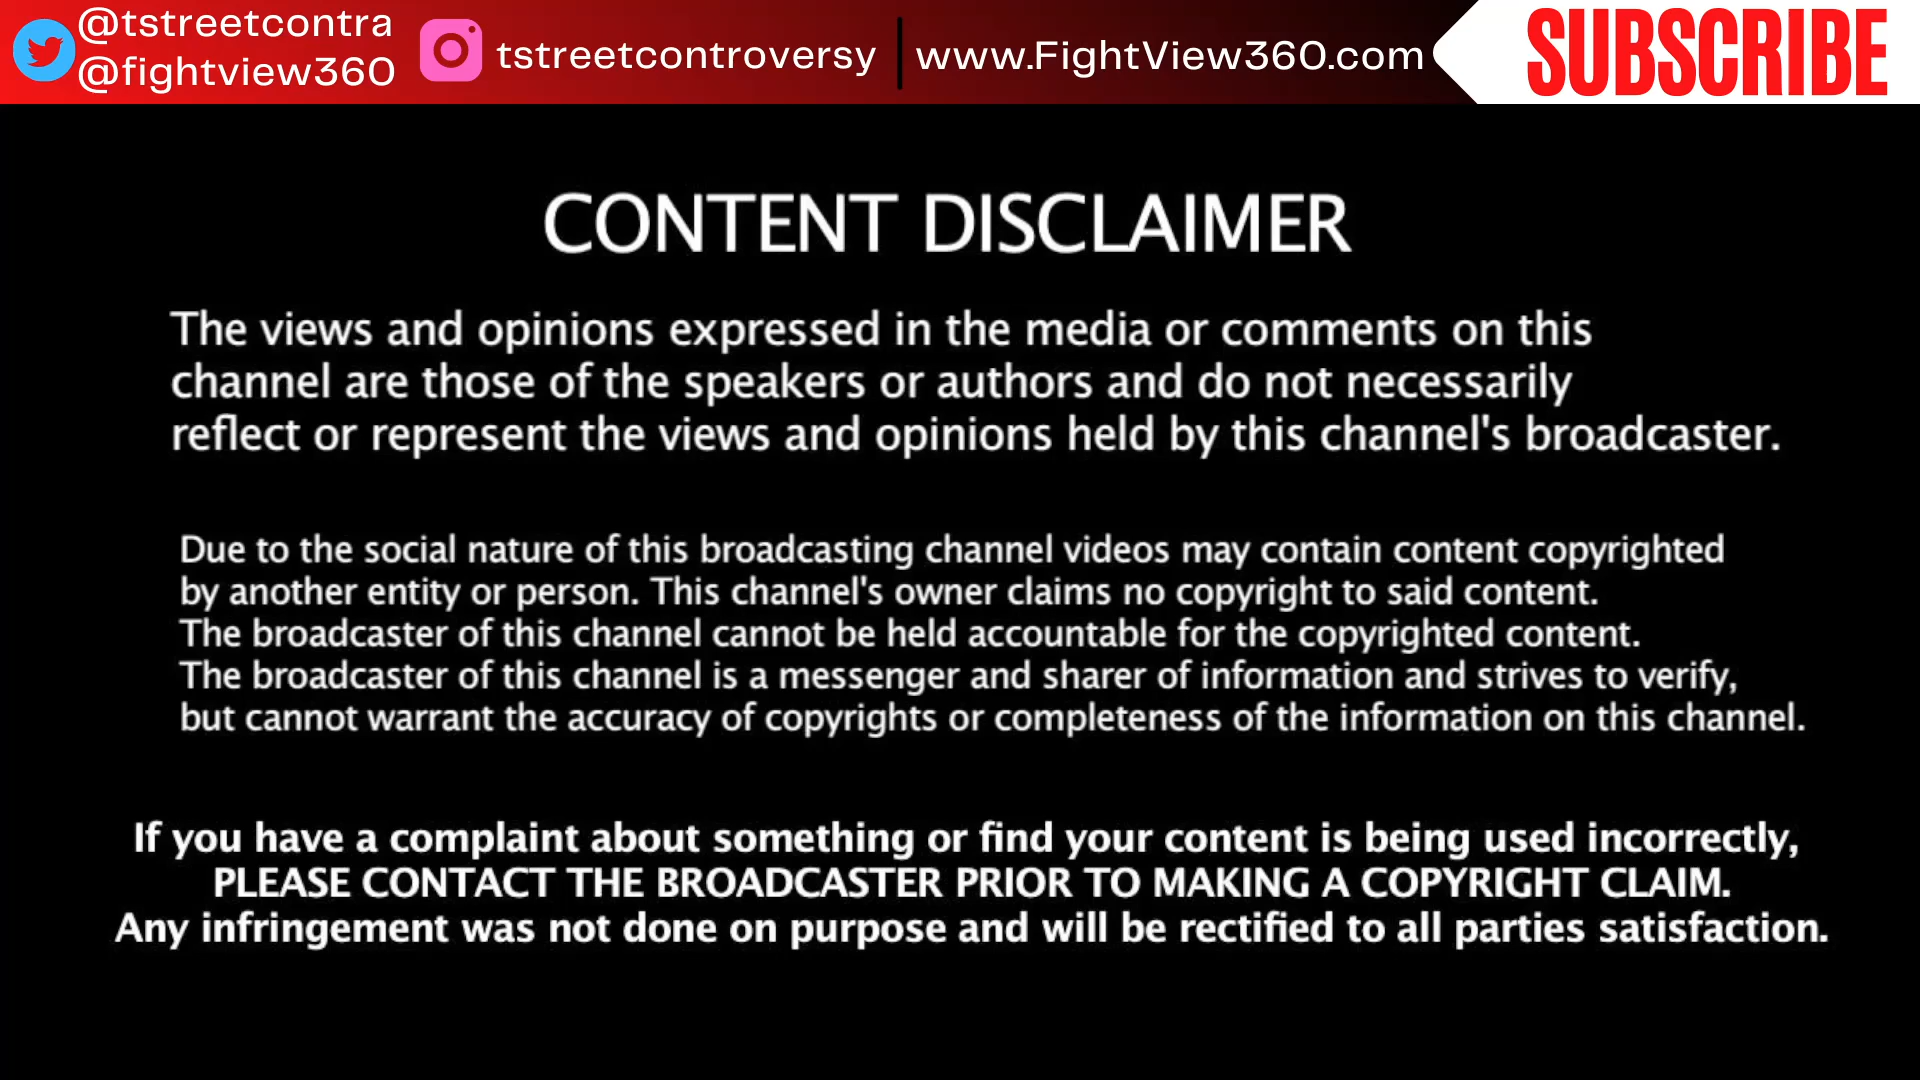 @tstreetcontra
@fightview360
tstreetcontroversy
www.FightView360.com
SUBSCRIBE
CONTENT DISCLAIMER
The views and opinions expressed in the media or comments on this
channel are those of the speakers or authors and do not necessarily
reflect or represent the views and opinions held by this channel's broadcaster.
Due to the social nature of this broadcasting channel videos may contain content copyrighted
by another entity or person. This channel's owner claims no copyright to said content.
The broadcaster of this channel cannot be held accountable for the copyrighted content.
The broadcaster of this channel is a messenger and sharer of information and strives to verify,
but cannot warrant the accuracy of copyrights or completeness of the information on this channel.
If you have a complaint about something or find your content is being used incorrectly,
PLEASE CONTACT THE BROADCASTER PRIOR TO MAKING A COPYRIGHT CLAIM.
Any infringement was not done on purpose and will be rectified to all parties satisfaction.